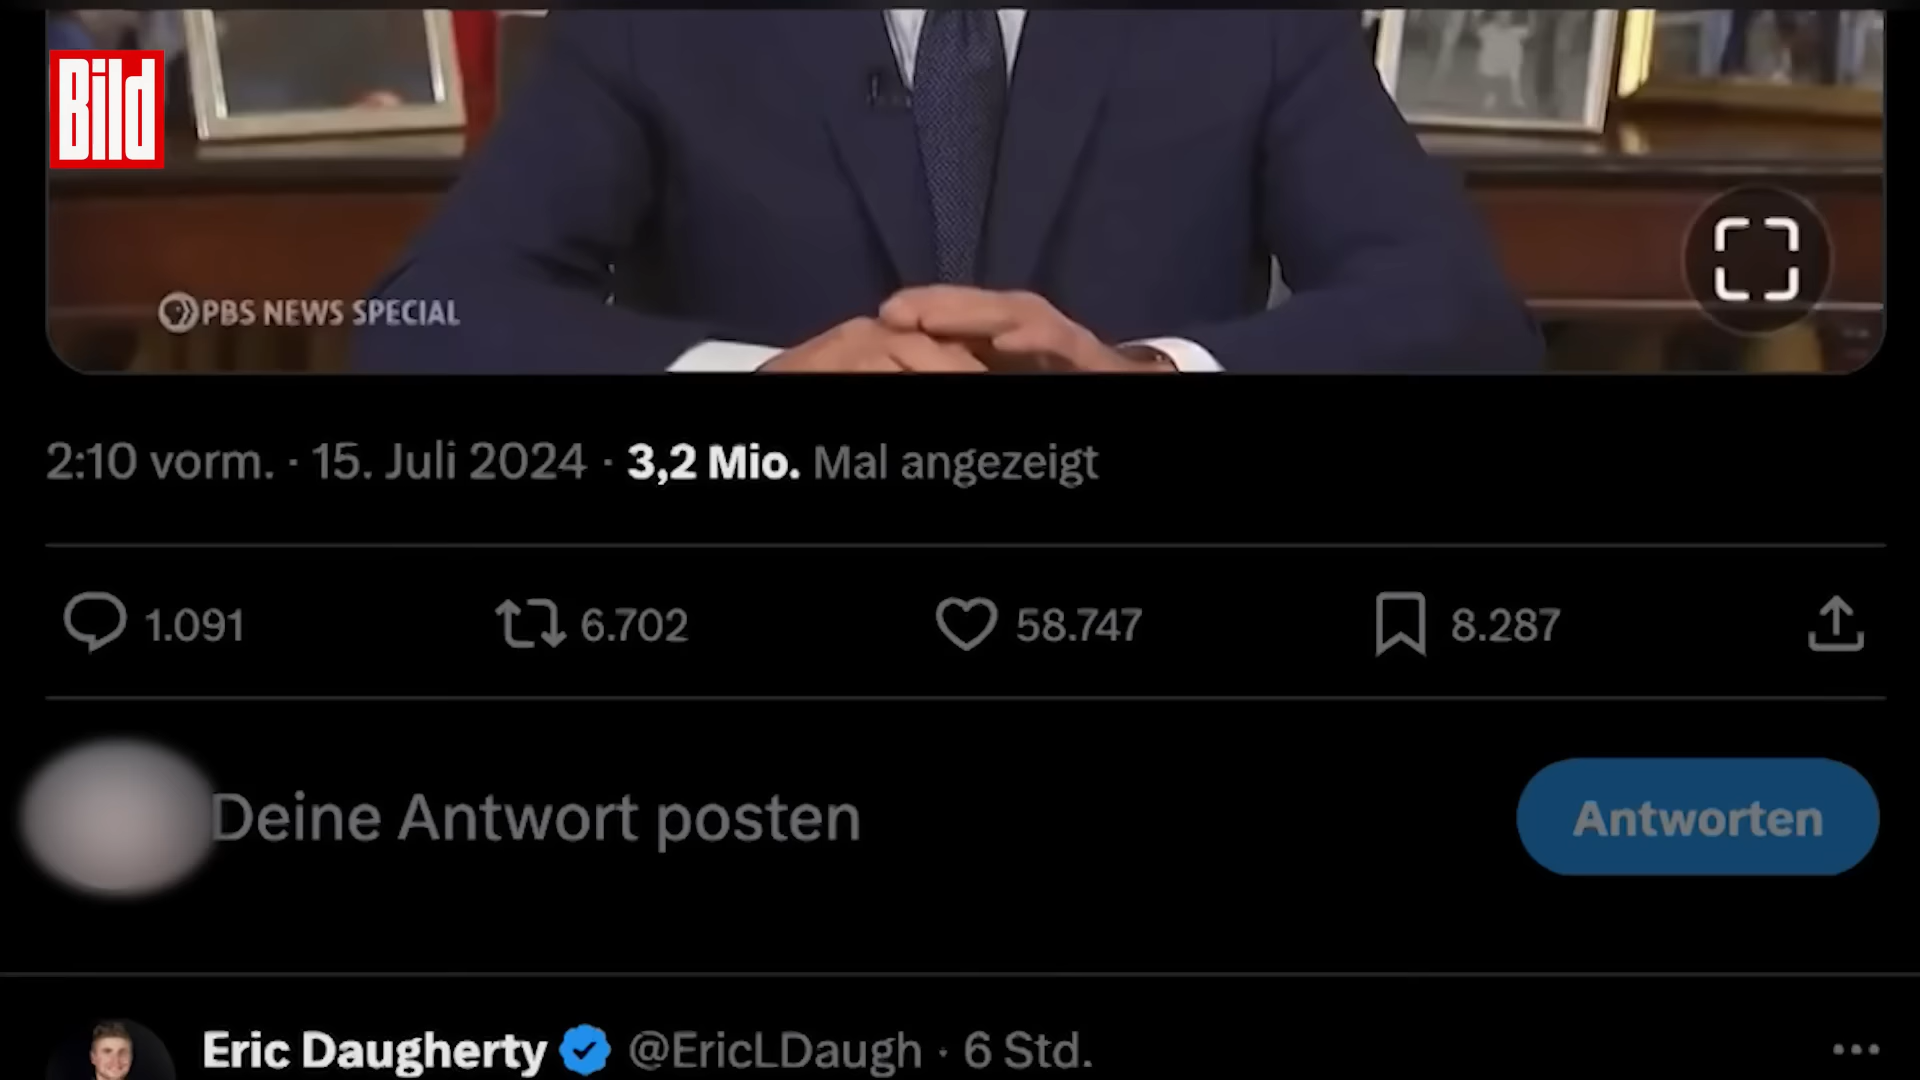 Bild
PBS NEWS SPECIAL
2:10 vorm. · 15. Juli 2024 · 3,2 Mio. Mal angezeigt
1.091 6.702 58.747 8.287
Deine Antwort posten
Antworten
Eric Daugherty @EricLDaugh · 6 Std.